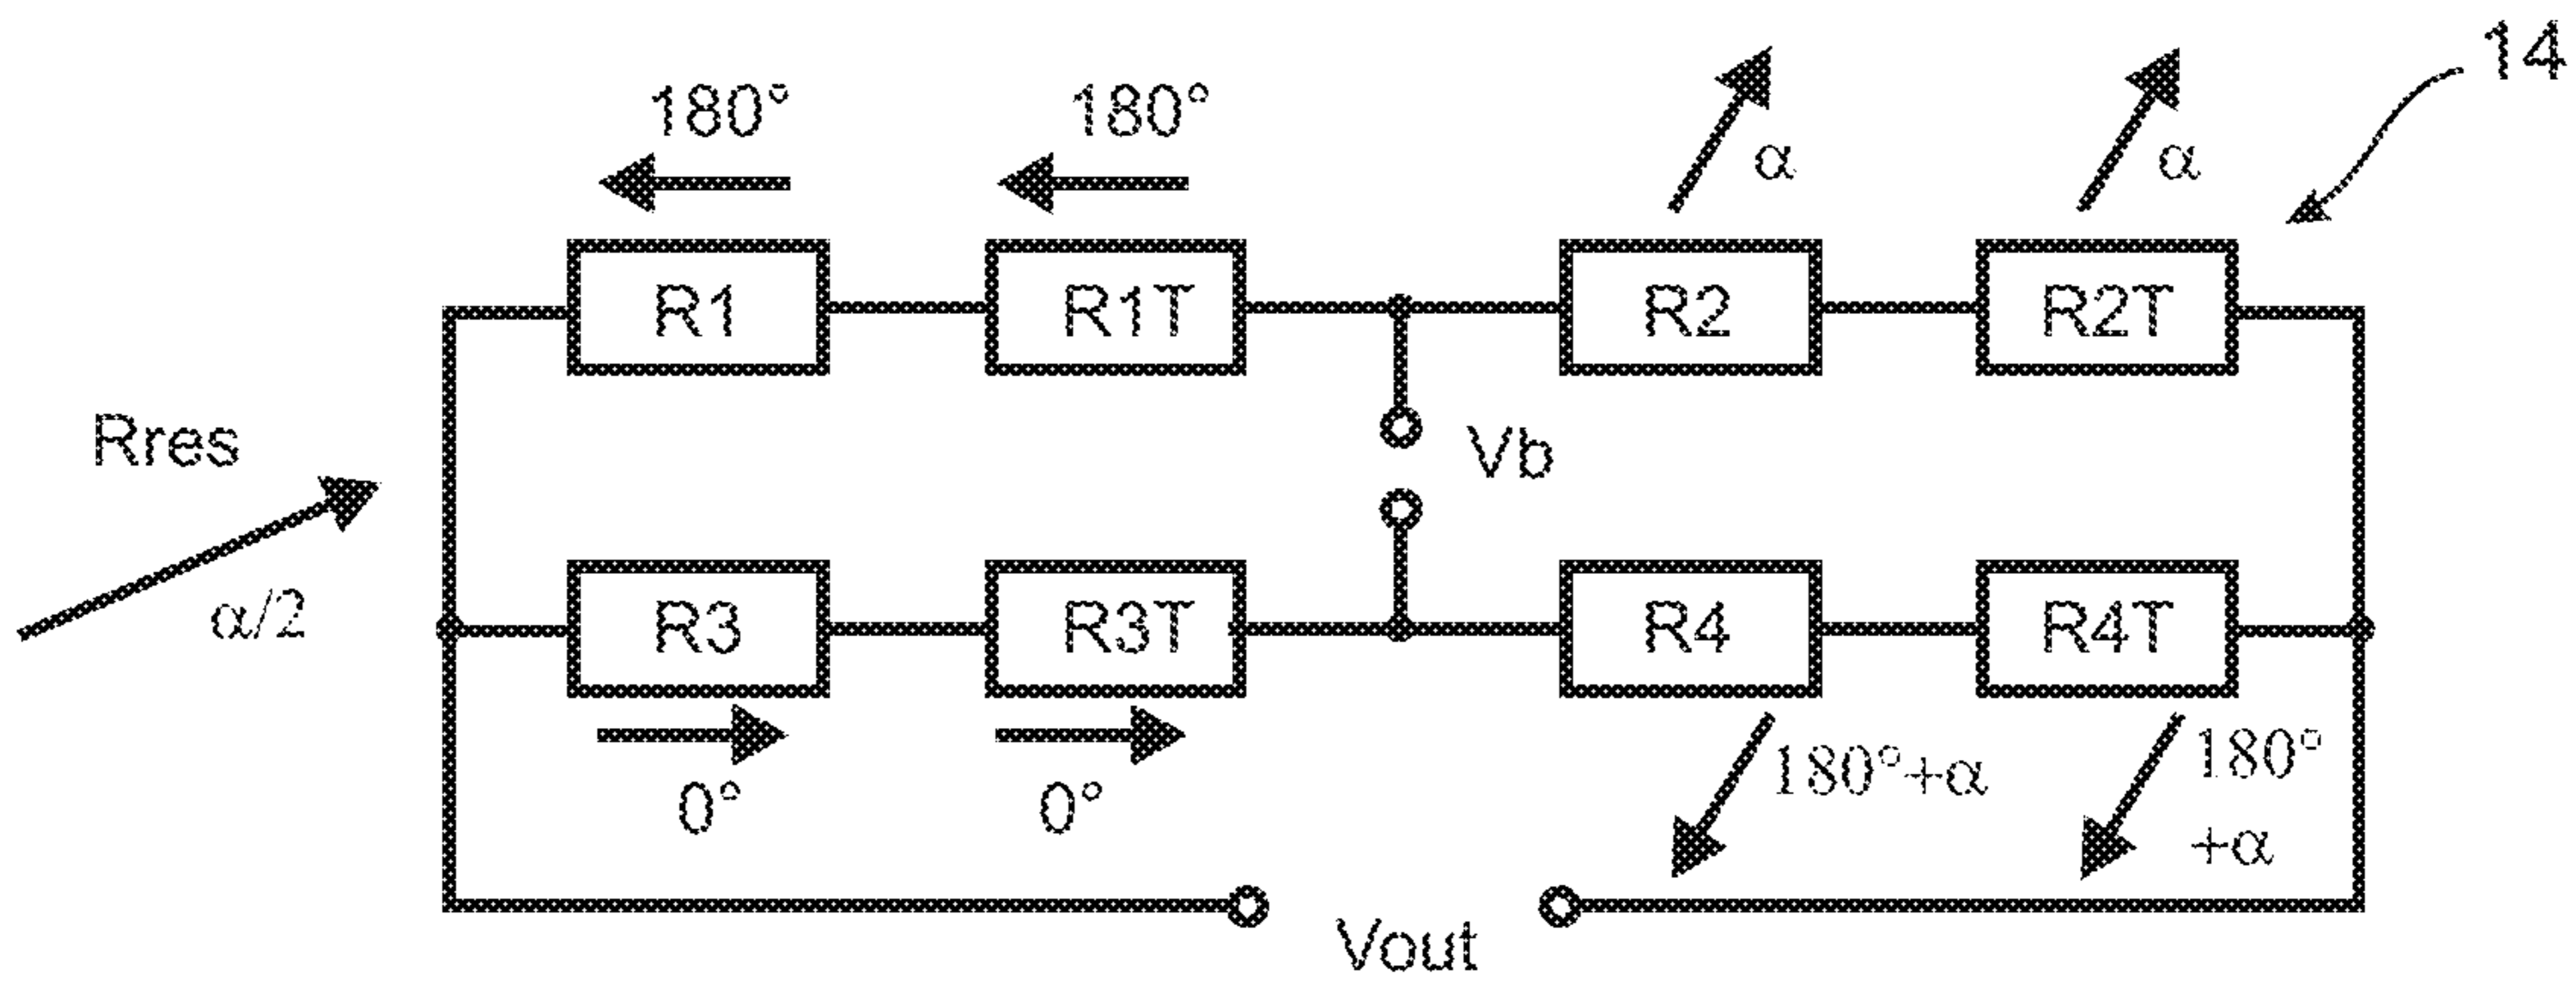 14
180° 180° α α
R1 R1T R2 R2T
Rres
Vb
α/2
R3 R3T R4 R4T
0° 0° 180°+α 180°
+α
Vout